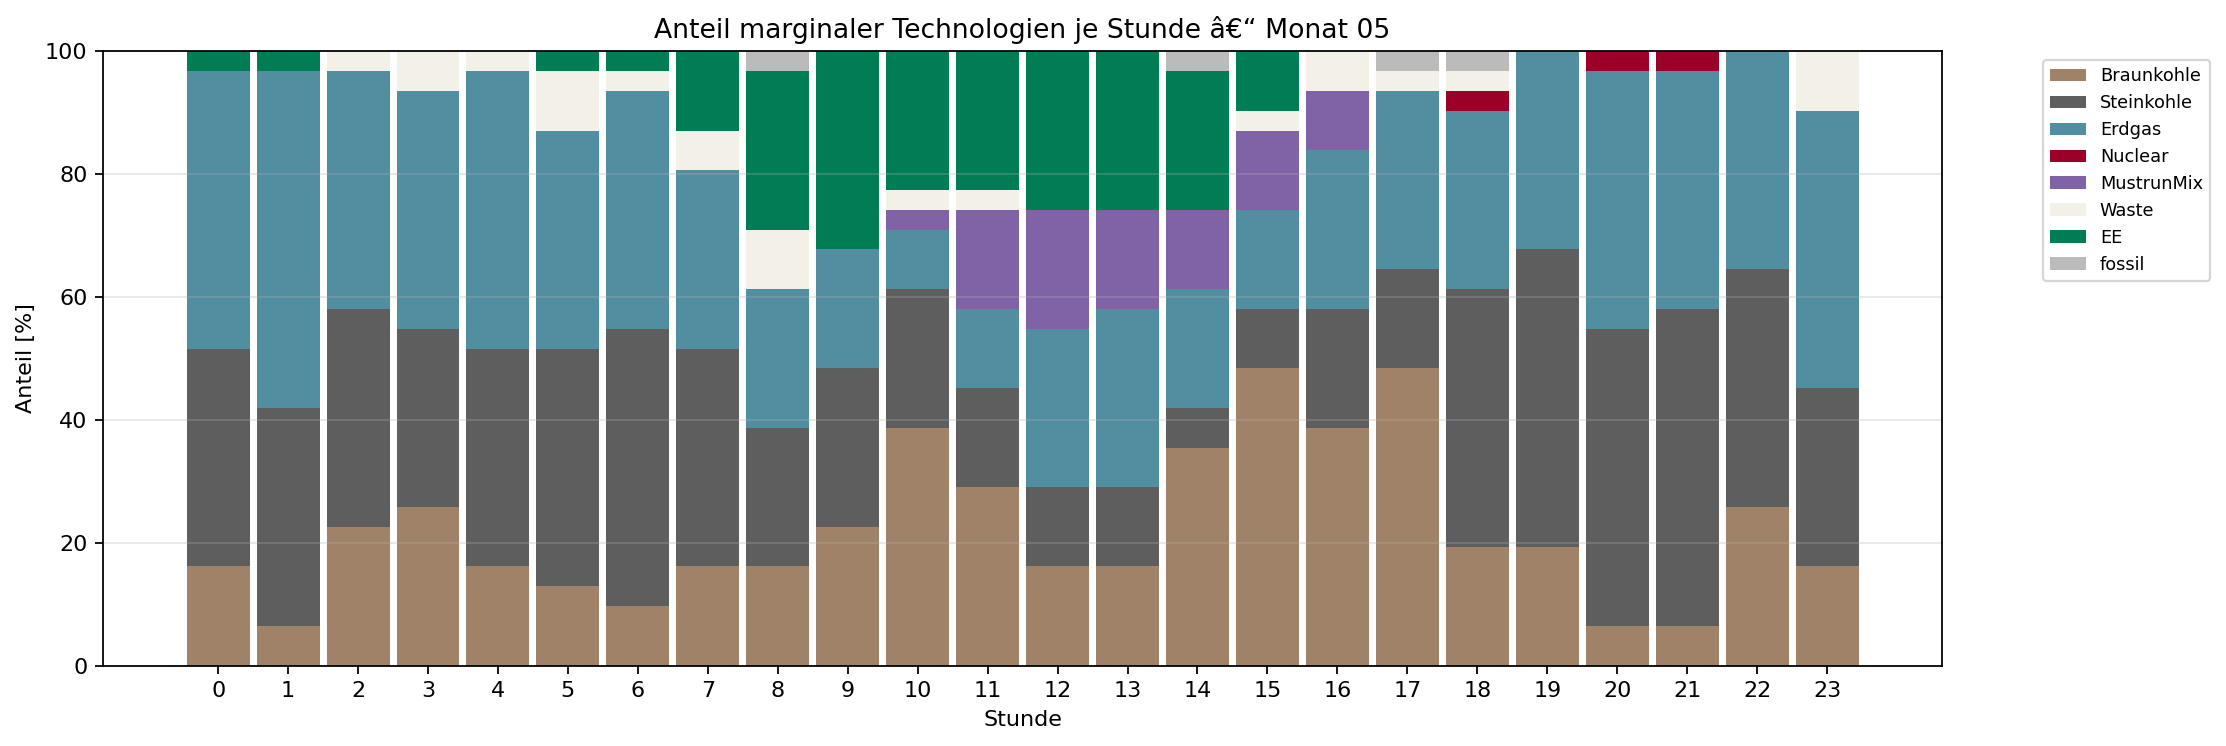 Anteil marginaler Technologien je Stunde â€“ Monat 05
100
80
60
40
20
0
Anteil [%]
0 1 2 3 4 5 6 7 8 9 10 11 12 13 14 15 16 17 18 19 20 21 22 23
Stunde
Braunkohle
Steinkohle
Erdgas
Nuclear
MustrunMix
Waste
EE
fossil